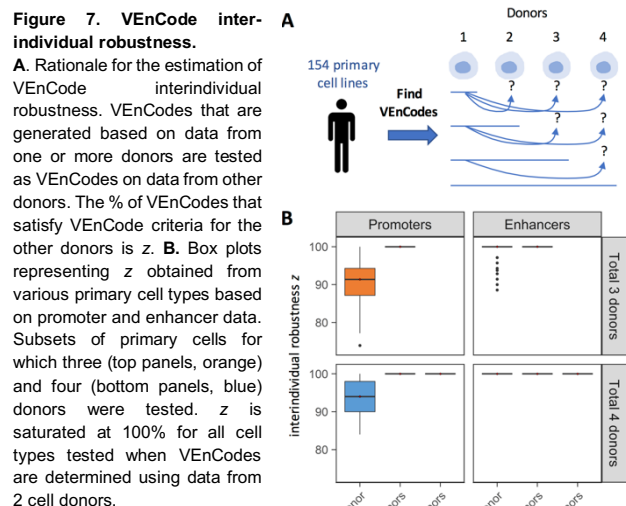 Figure 7. VEnCode inter-
individual robustness.
A. Rationale for the estimation of
VEnCode interindividual
robustness. VEnCodes that are
generated based on data from
one or more donors are tested
as VEnCodes on data from other
donors. The % of VEnCodes that
satisfy VEnCode criteria for the
other donors is z. B. Box plots
representing z obtained from
various primary cell types based
on promoter and enhancer data.
Subsets of primary cells for
which three (top panels, orange)
and four (bottom panels, blue)
donors were tested. z is
saturated at 100% for all cell
types tested when VEnCodes
are determined using data from
2 cell donors.
A
Donors
1 2 3 4
154 primary
cell lines
Find
VEnCodes
? ? ?
? ?
?
B
Promoters
Enhancers
interindividual robustness z
100
90
80
Total 3 donors
100
90
80
Total 4 donors